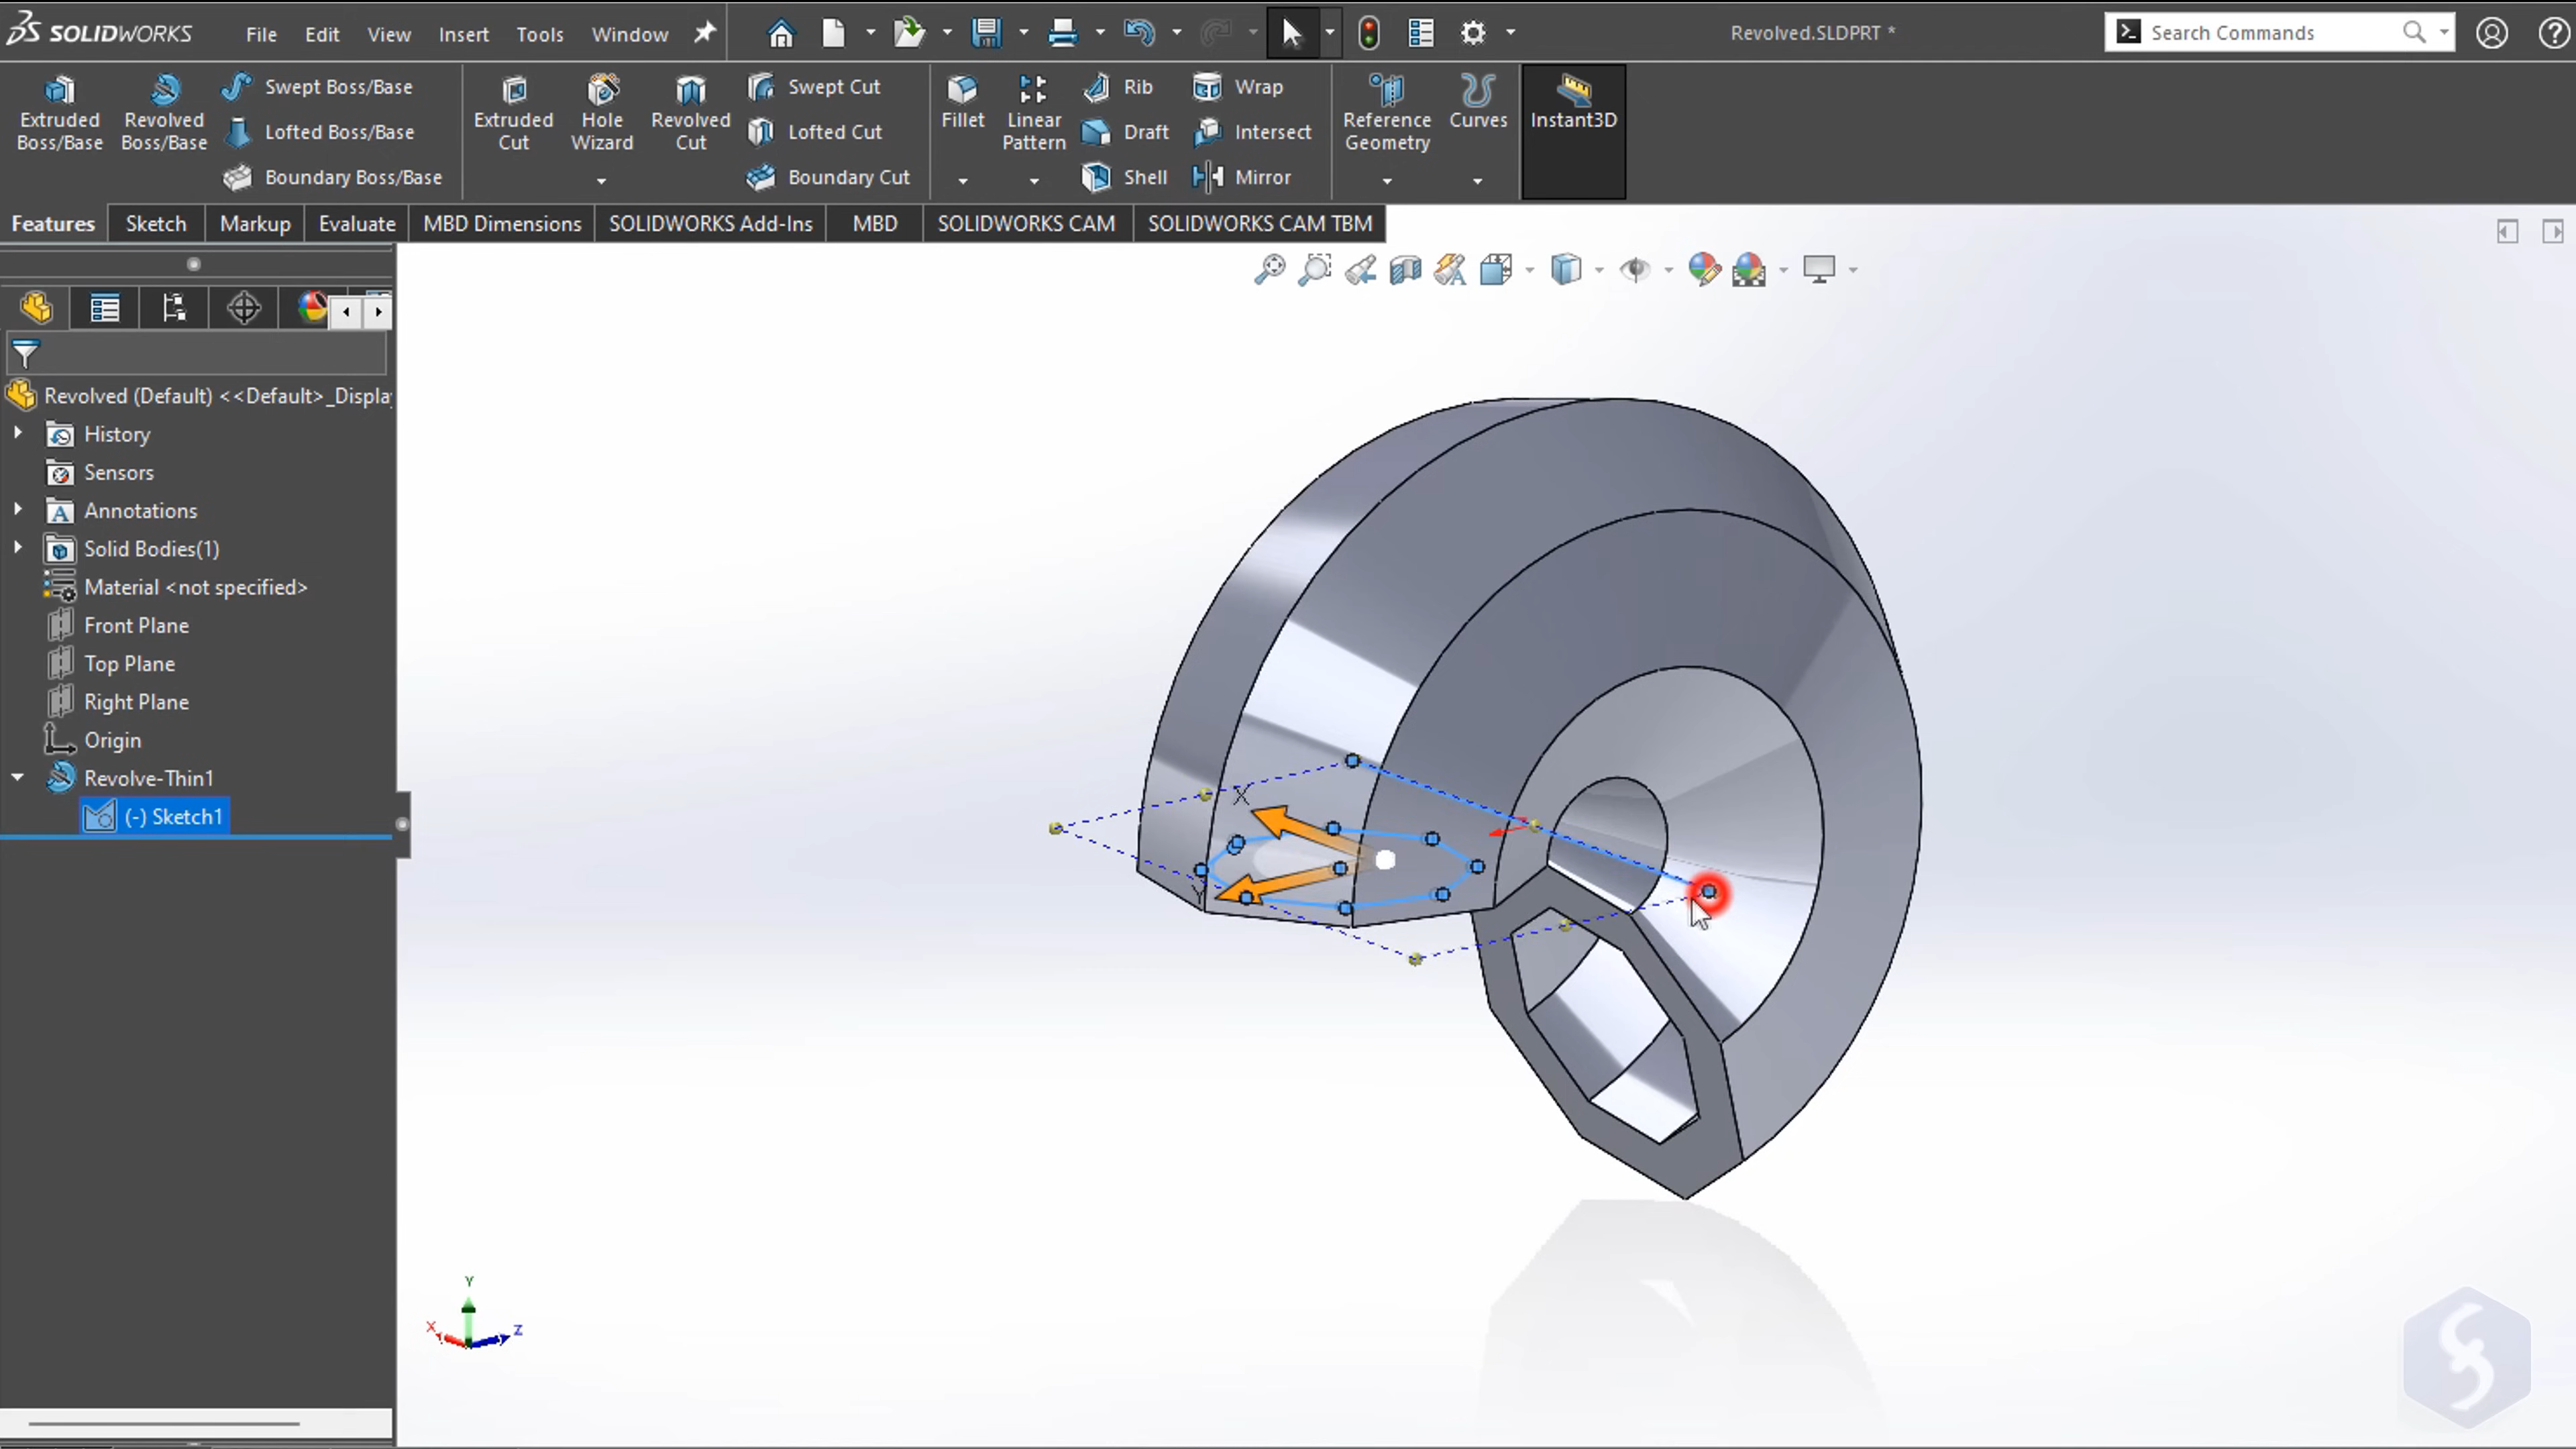 SOLIDWORKS File Edit View Insert Tools Window Revolved.SLDPRT * Search Commands
Extruded Boss/Base
Revolved Boss/Base
Swept Boss/Base
Lofted Boss/Base
Boundary Boss/Base
Extruded Cut
Hole Wizard
Revolved Cut
Swept Cut
Lofted Cut
Boundary Cut
Fillet
Linear Pattern
Rib
Draft
Shell
Wrap
Intersect
Mirror
Reference Geometry
Curves
Instant3D
Features Sketch Markup Evaluate MBD Dimensions SOLIDWORKS Add-Ins MBD SOLIDWORKS CAM SOLIDWORKS CAM TBM
Revolved (Default) <<Default>_Displa
History
Sensors
Annotations
Solid Bodies(1)
Material <not specified>
Front Plane
Top Plane
Right Plane
Origin
Revolve-Thin1
(-) Sketch1
X
Y
Y
X
Z